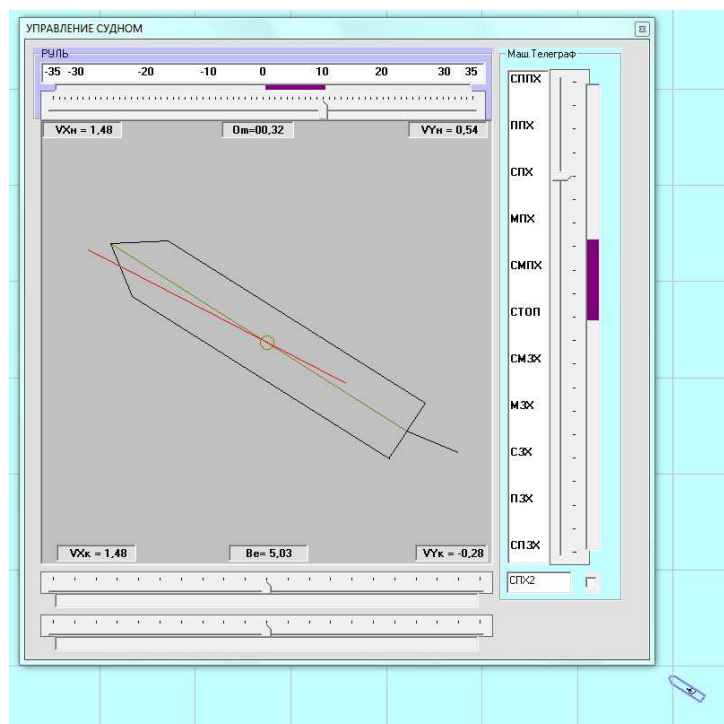 УПРАВЛЕНИЕ СУДНОМ
РУЛЬ
-35 -30 -20 -10 0 10 20 30 35
VXн = 1,48 Om=00,32 VYн = 0,54
VXк = 1,48 Be= 5,03 VYк = -0,28
Маш.Телеграф
СППХ
ППХ
СПХ
МПХ
СМПХ
СТОП
СМЗХ
МЗХ
СЗХ
ПЗХ
СПЗХ
СПХ2